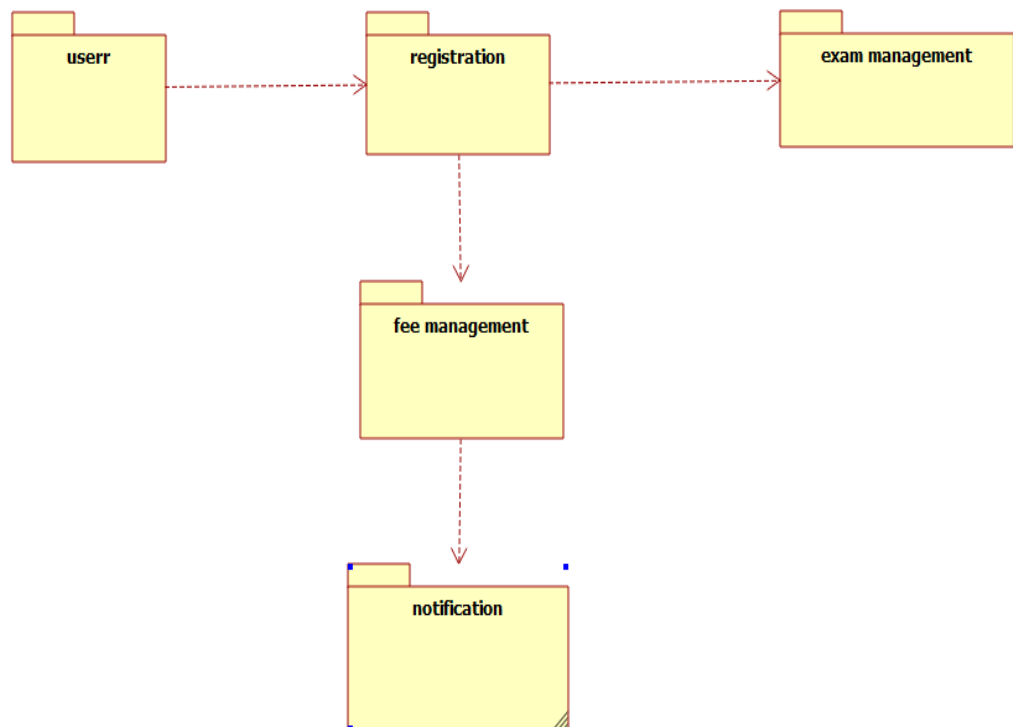 userr
registration
exam management
fee management
notification